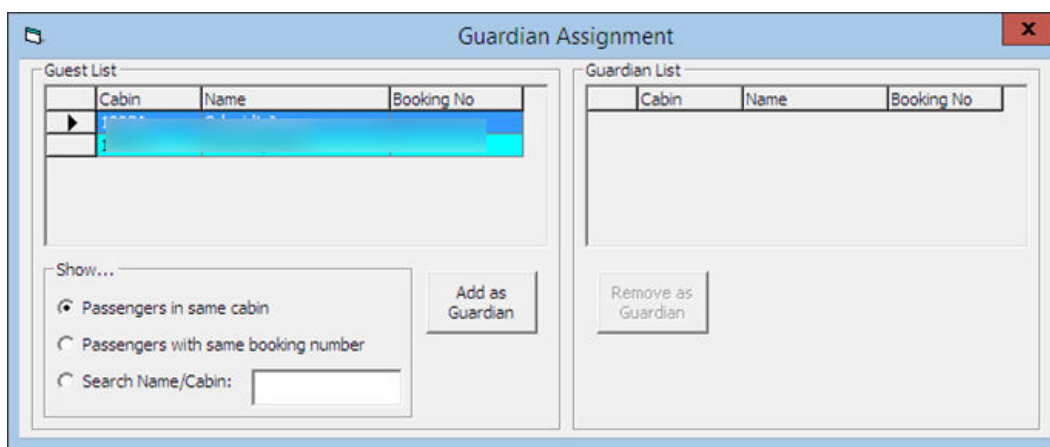 Guardian Assignment
x
Guest List
Cabin Name Booking No
Show...
Passengers in same cabin
Passengers with same booking number
Search Name/Cabin:
Add as
Guardian
Guardian List
Cabin Name Booking No
Remove as
Guardian